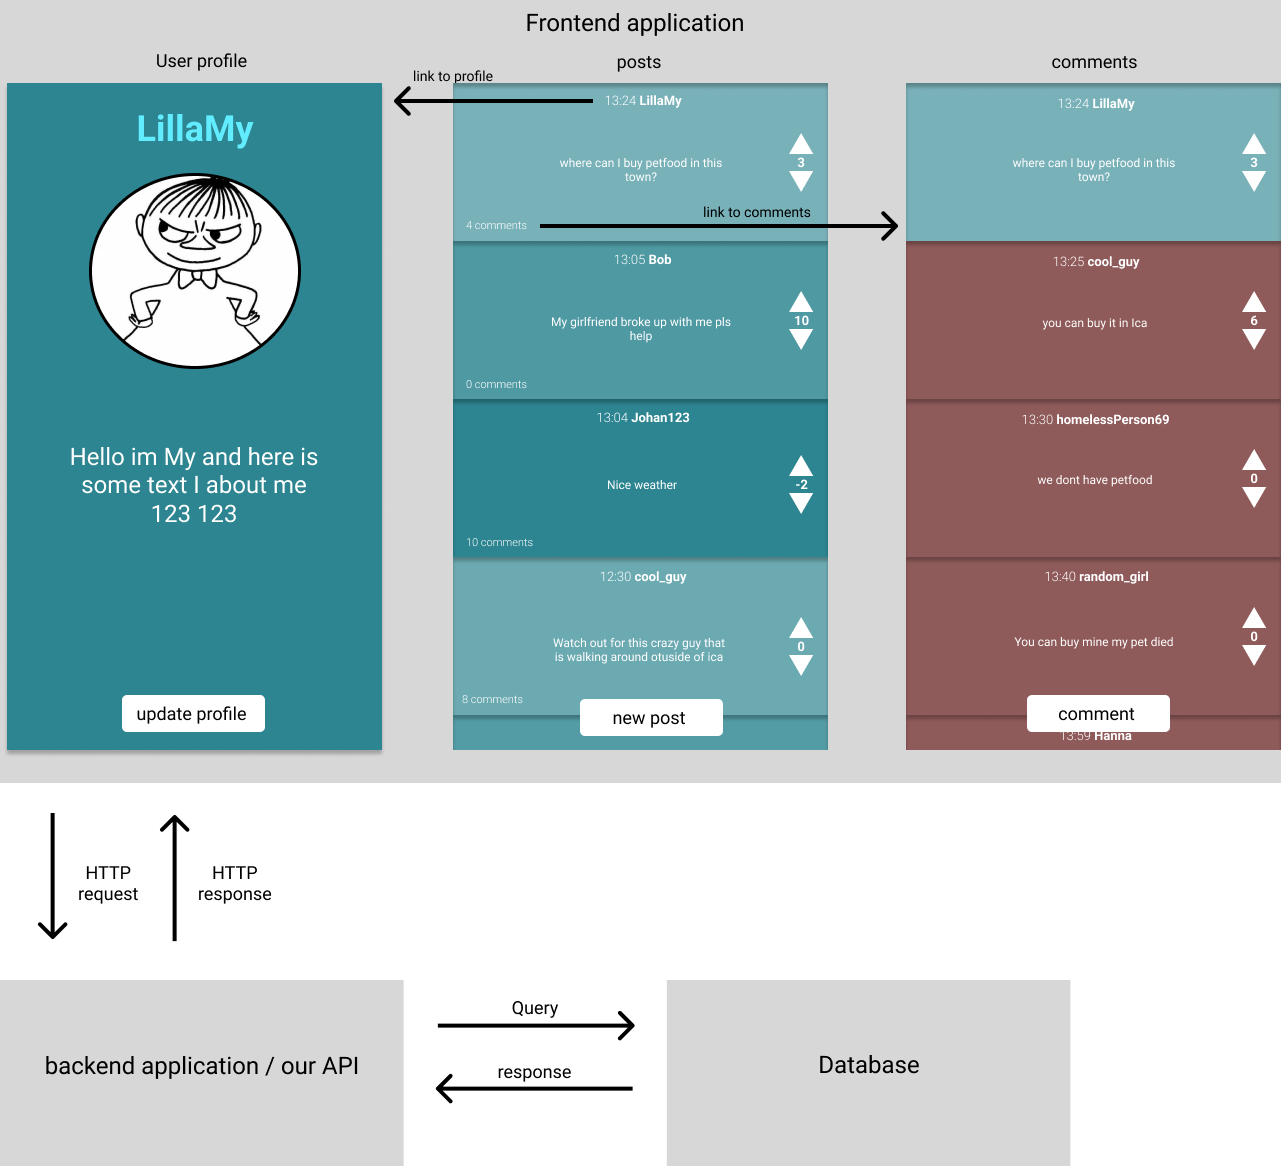 Frontend application
User profile
LillaMy
Hello im My and here is
some text I about me
123 123
update profile
link to profile
posts
13:24 LillaMy
where can I buy petfood in this
town?
3
4 comments
link to comments
13:05 Bob
My girlfriend broke up with me pls
help
10
0 comments
13:04 Johan123
Nice weather
-2
10 comments
12:30 cool_guy
Watch out for this crazy guy that
is walking around otuside of ica
0
8 comments
new post
comments
13:24 LillaMy
where can I buy petfood in this
town?
3
13:25 cool_guy
you can buy it in Ica
6
13:30 homelessPerson69
we dont have petfood
0
13:40 random_girl
You can buy mine my pet died
0
comment
13:59 Hanna
HTTP
request
HTTP
response
backend application / our API
Query
response
Database